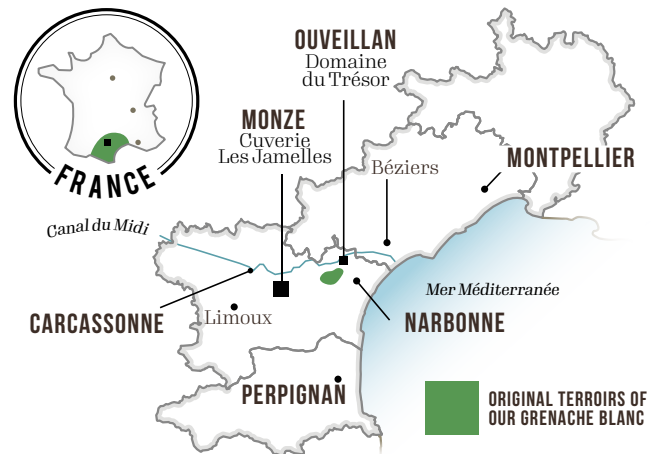 FRANCE
OUVEILLAN
Domaine
du Trésor
MONZE
Cuverie
Les Jamelles
Béziers
MONTPELLIER
Canal du Midi
Mer Méditerranée
CARCASSONNE
Limoux
NARBONNE
PERPIGNAN
ORIGINAL TERROIRS OF
OUR GRENACHE BLANC